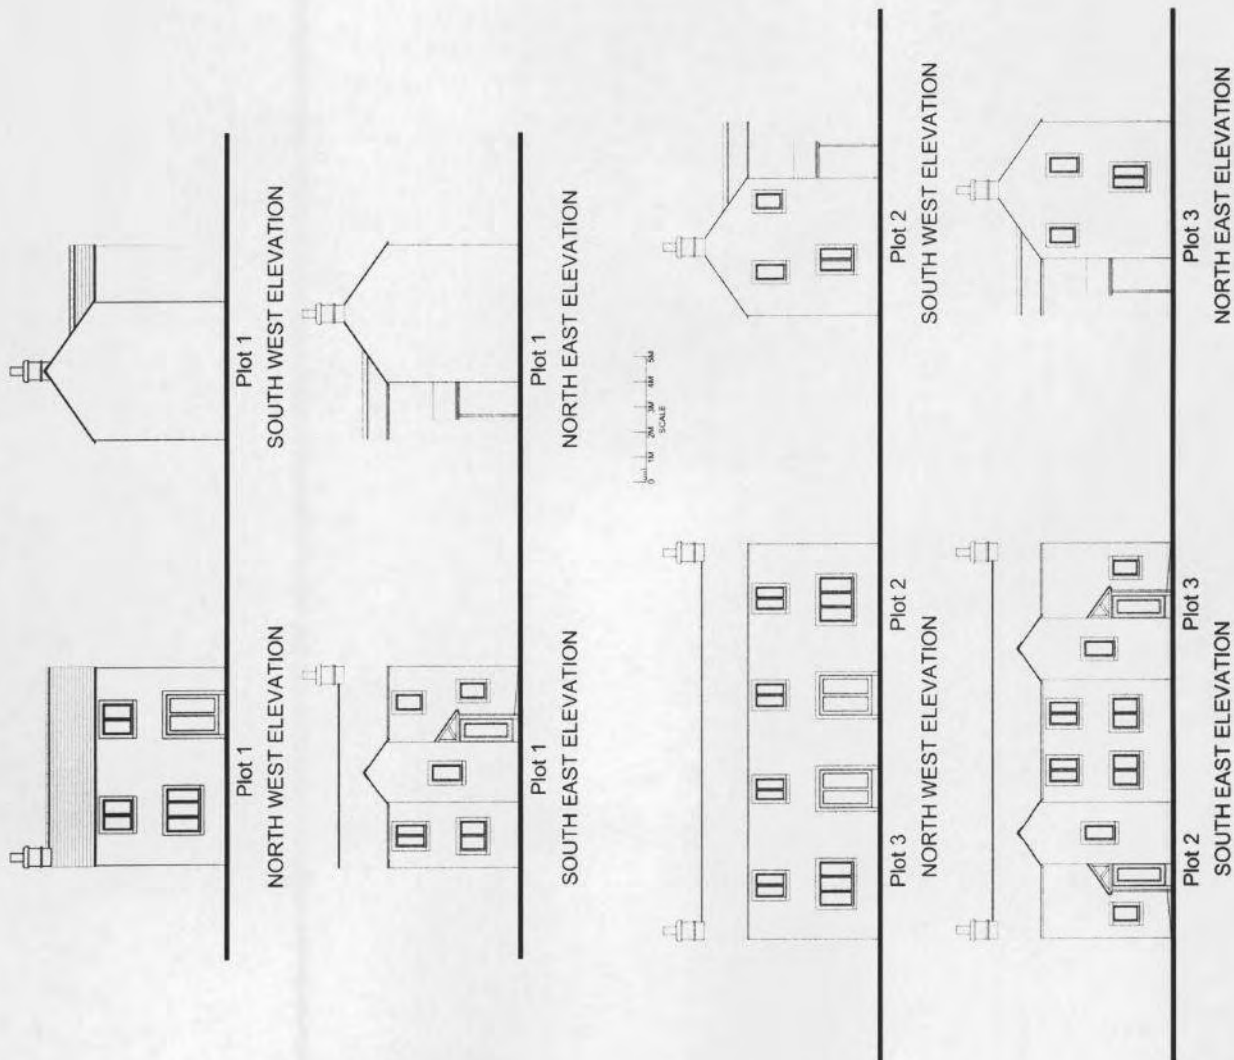 Plot 1
NORTH WEST ELEVATION
Plot 1
SOUTH WEST ELEVATION
Plot 1
SOUTH EAST ELEVATION
Plot 1
NORTH EAST ELEVATION
0 1M 2M 3M 4M 5M
SCALE
Plot 3
Plot 2
NORTH WEST ELEVATION
Plot 2
SOUTH WEST ELEVATION
Plot 2
Plot 3
SOUTH EAST ELEVATION
Plot 3
NORTH EAST ELEVATION